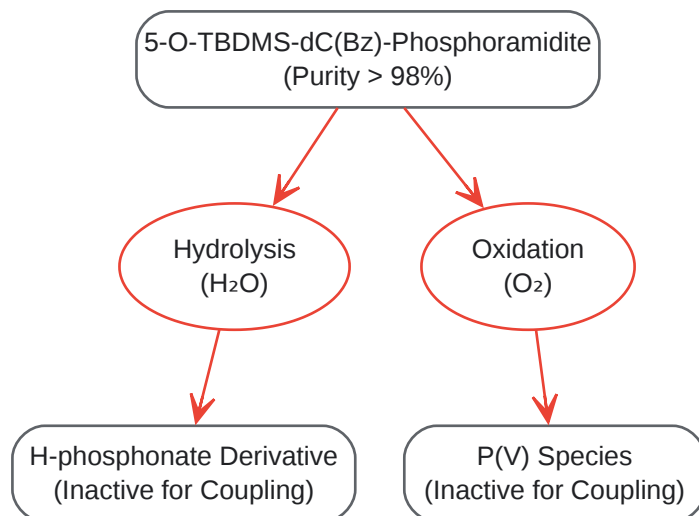 5-O-TBDMS-dC(Bz)-Phosphoramidite
(Purity > 98%)
Hydrolysis
(H₂O)
Oxidation
(O₂)
H-phosphonate Derivative
(Inactive for Coupling)
P(V) Species
(Inactive for Coupling)